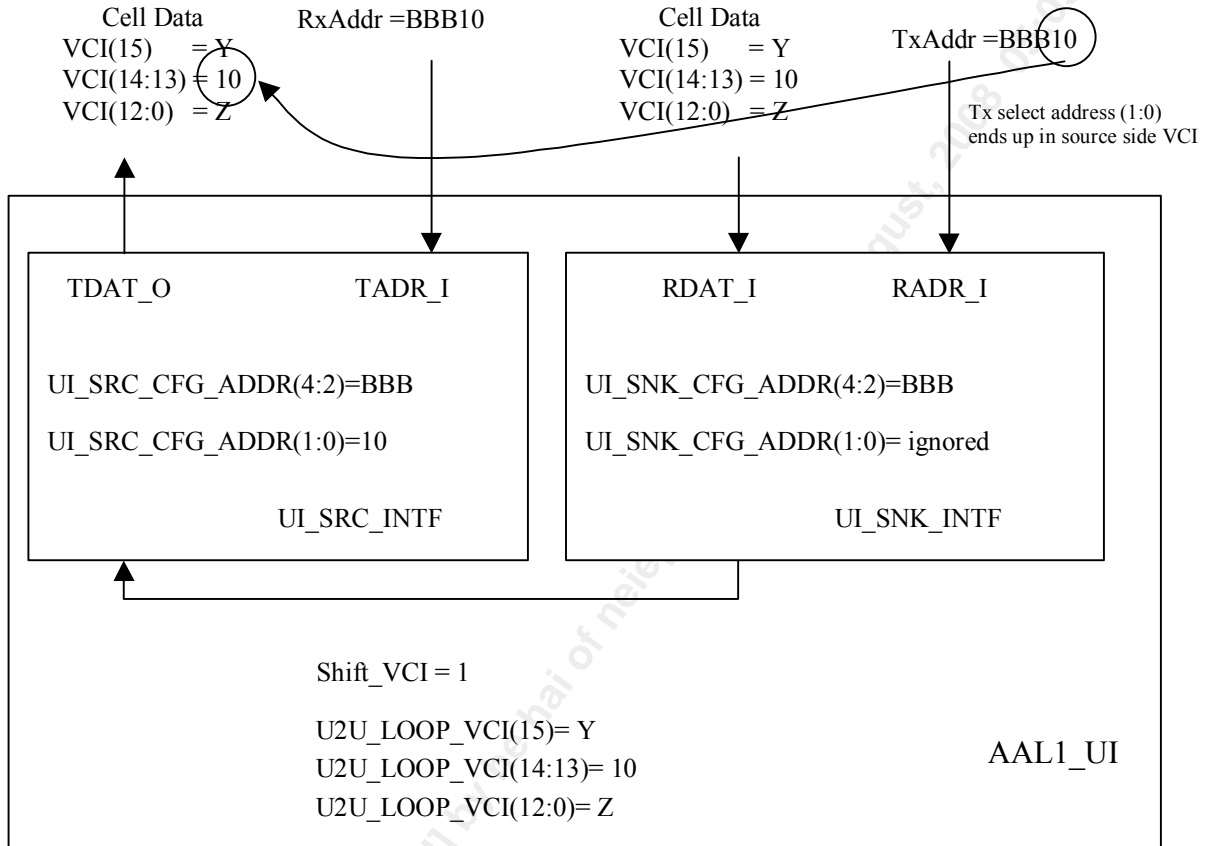 Cell Data
VCI(15) = Y
VCI(14:13) = 10
VCI(12:0) = Z
RxAddr =BBB10
Cell Data
VCI(15) = Y
VCI(14:13) = 10
VCI(12:0) = Z
TxAddr =BBB10
Tx select address (1:0)
ends up in source side VCI
TDAT_O
TADR_I
UI_SRC_CFG_ADDR(4:2)=BBB
UI_SRC_CFG_ADDR(1:0)=10
UI_SRC_INTF
RDAT_I
RADR_I
UI_SNK_CFG_ADDR(4:2)=BBB
UI_SNK_CFG_ADDR(1:0)= ignored
UI_SNK_INTF
Shift_VCI = 1
U2U_LOOP_VCI(15)= Y
U2U_LOOP_VCI(14:13)= 10
U2U_LOOP_VCI(12:0)= Z
AAL1_UI